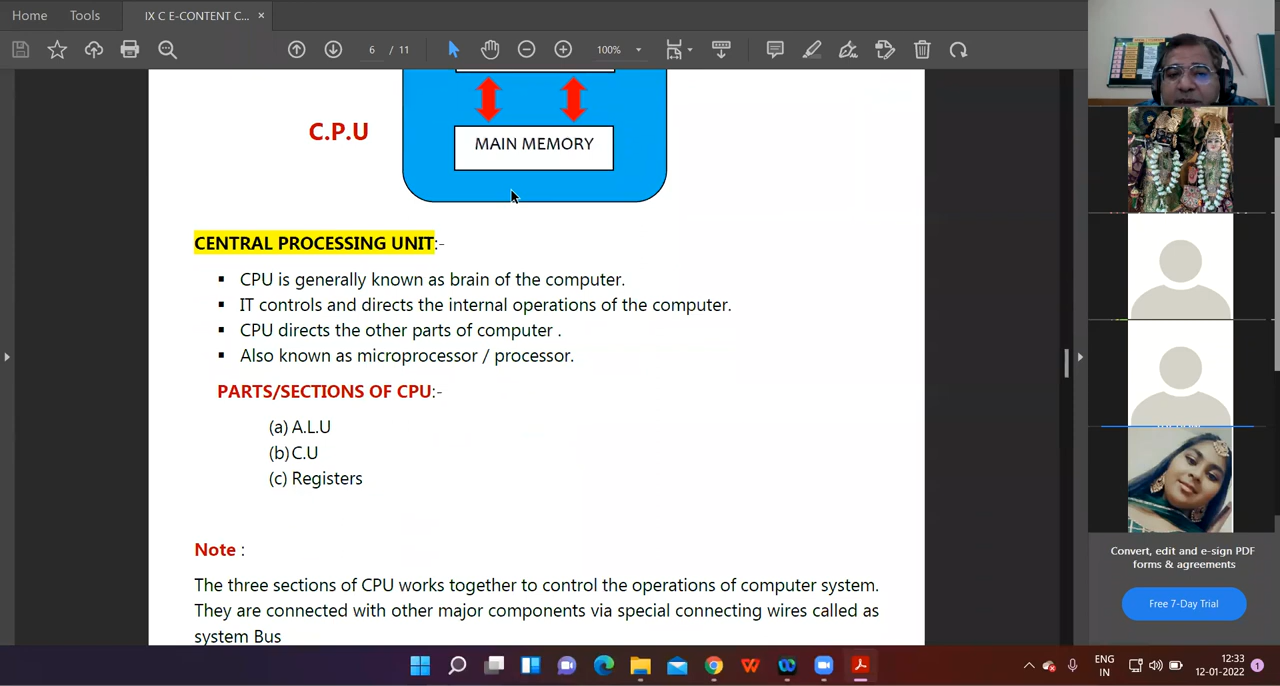 Home
Tools
IX C E-CONTENT C... ×
6 / 11
100%
C.P.U
MAIN MEMORY
CENTRAL PROCESSING UNIT:-
▪ CPU is generally known as brain of the computer.
▪ IT controls and directs the internal operations of the computer.
▪ CPU directs the other parts of computer .
▪ Also known as microprocessor / processor.
PARTS/SECTIONS OF CPU:-
(a) A.L.U
(b) C.U
(c) Registers
Note :
The three sections of CPU works together to control the operations of computer system.
They are connected with other major components via special connecting wires called as
system Bus
Convert, edit and e-sign PDF
forms & agreements
Free 7-Day Trial
ENG
IN
12:33
12-01-2022
1